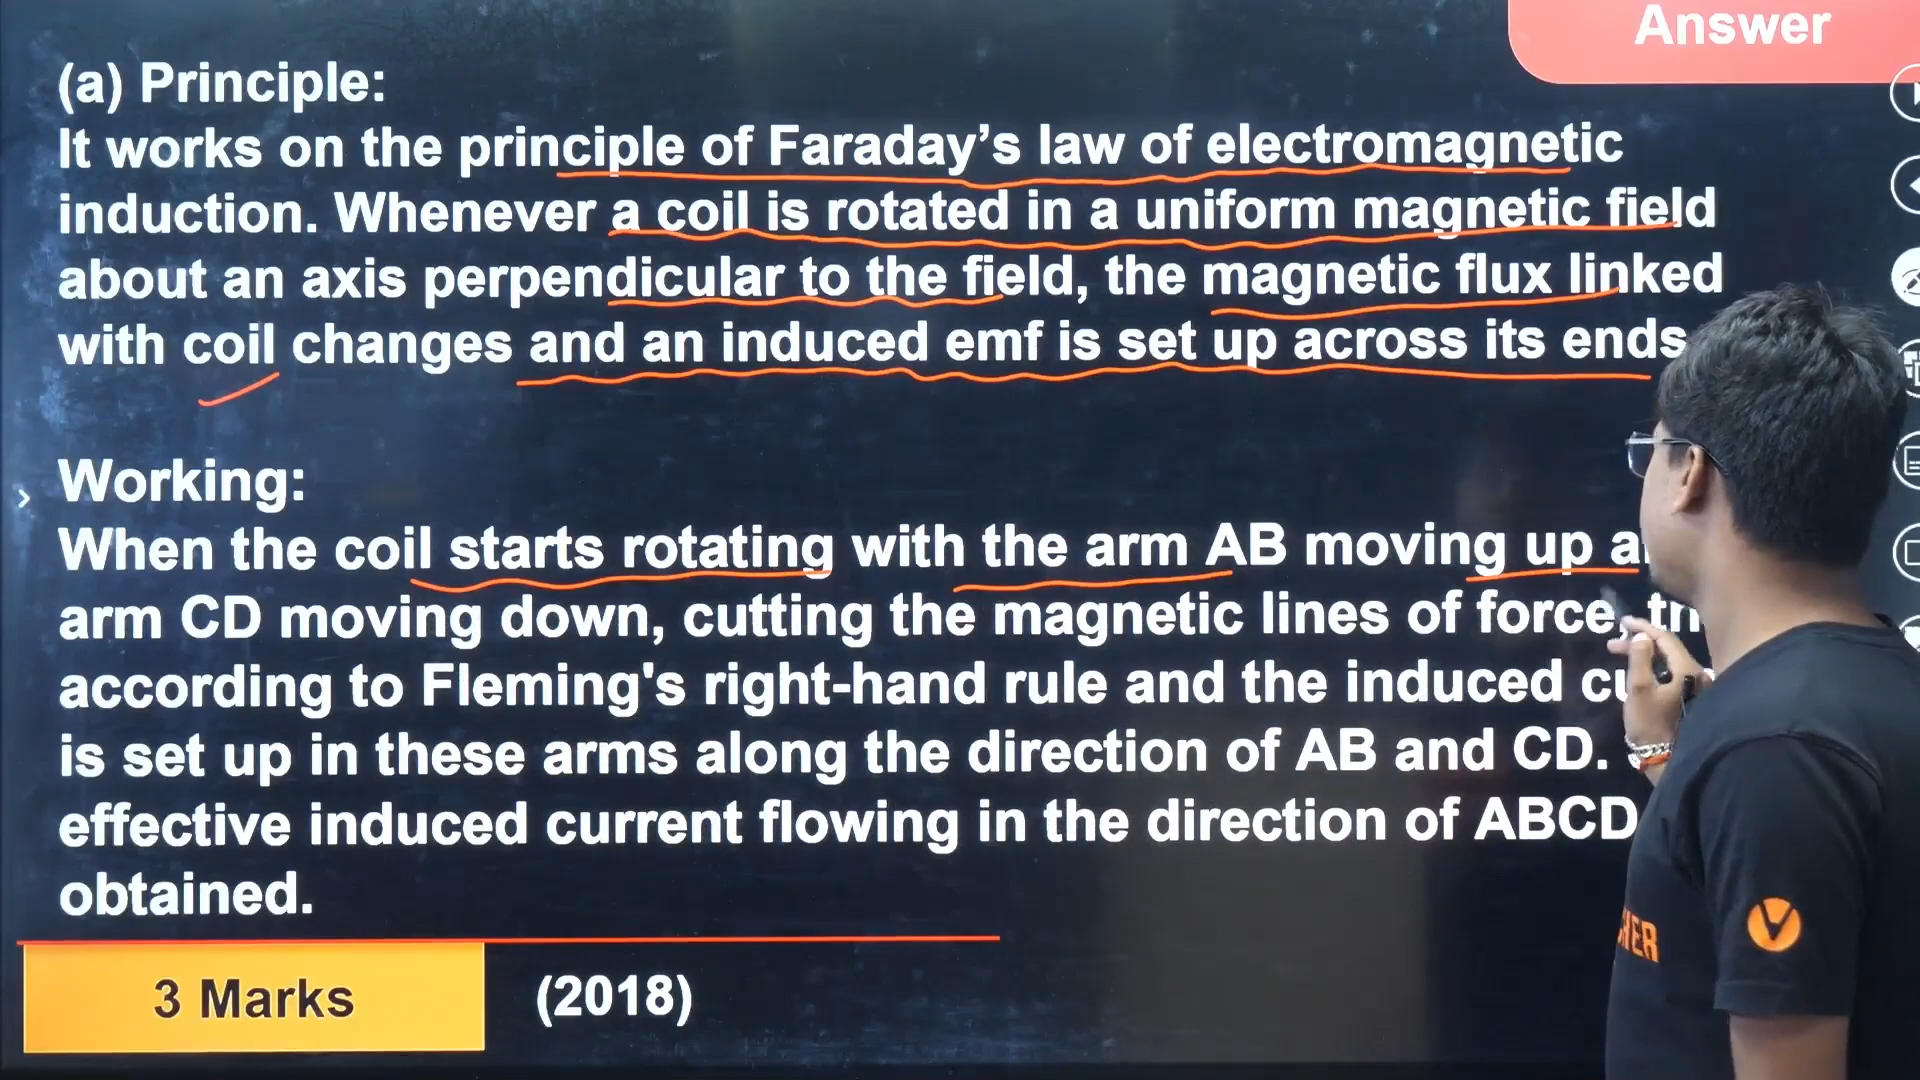 Answer
(a) Principle:
It works on the principle of Faraday’s law of electromagnetic
induction. Whenever a coil is rotated in a uniform magnetic field
about an axis perpendicular to the field, the magnetic flux linked
with coil changes and an induced emf is set up across its ends
Working:
When the coil starts rotating with the arm AB moving up
arm CD moving down, cutting the magnetic lines of force,
according to Fleming's right-hand rule and the induced
is set up in these arms along the direction of AB and CD.
effective induced current flowing in the direction of ABCD
obtained.
3 Marks
(2018)